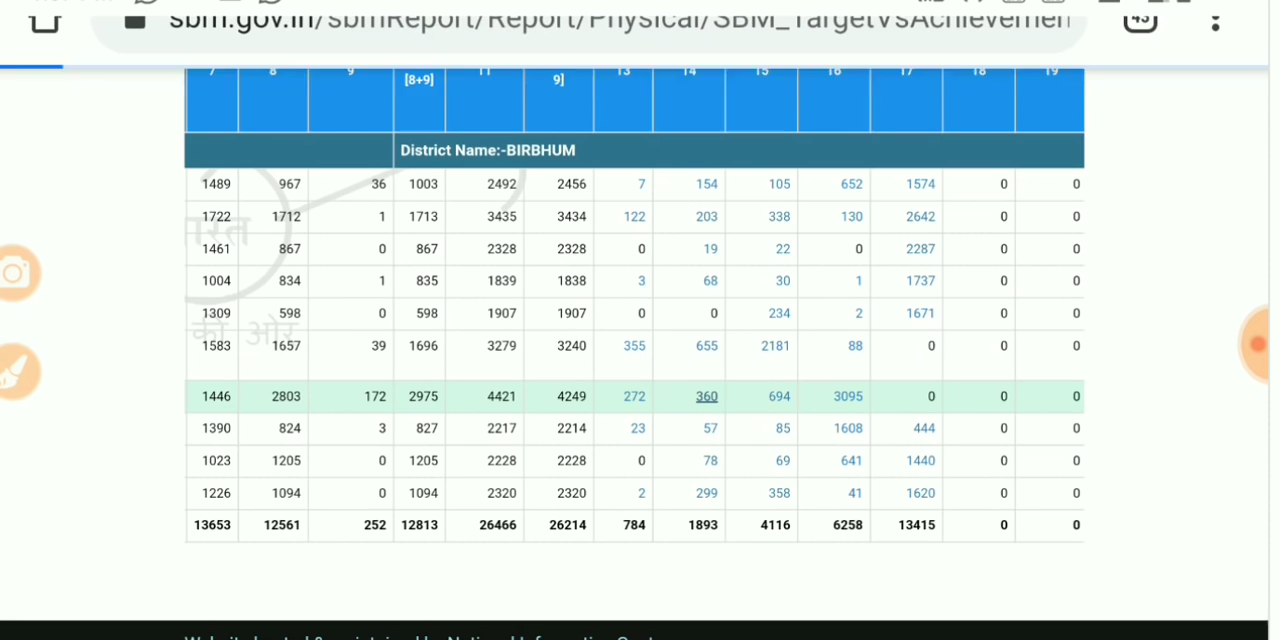 sbm.gov.in/sbmReport/Report/Physical/SBM_TargetVsAchievemen
43
7 8 9 [8+9] 11 9] 13 14 15 16 17 18 19
District Name:-BIRBHUM
1489 967 36 1003 2492 2456 7 154 105 652 1574 0 0
1722 1712 1 1713 3435 3434 122 203 338 130 2642 0 0
1461 867 0 867 2328 2328 0 19 22 0 2287 0 0
1004 834 1 835 1839 1838 3 68 30 1 1737 0 0
1309 598 0 598 1907 1907 0 0 234 2 1671 0 0
की ओर
1583 1657 39 1696 3279 3240 355 655 2181 88 0 0 0
1446 2803 172 2975 4421 4249 272 360 694 3095 0 0 0
1390 824 3 827 2217 2214 23 57 85 1608 444 0 0
1023 1205 0 1205 2228 2228 0 78 69 641 1440 0 0
1226 1094 0 1094 2320 2320 2 299 358 41 1620 0 0
13653 12561 252 12813 26466 26214 784 1893 4116 6258 13415 0 0